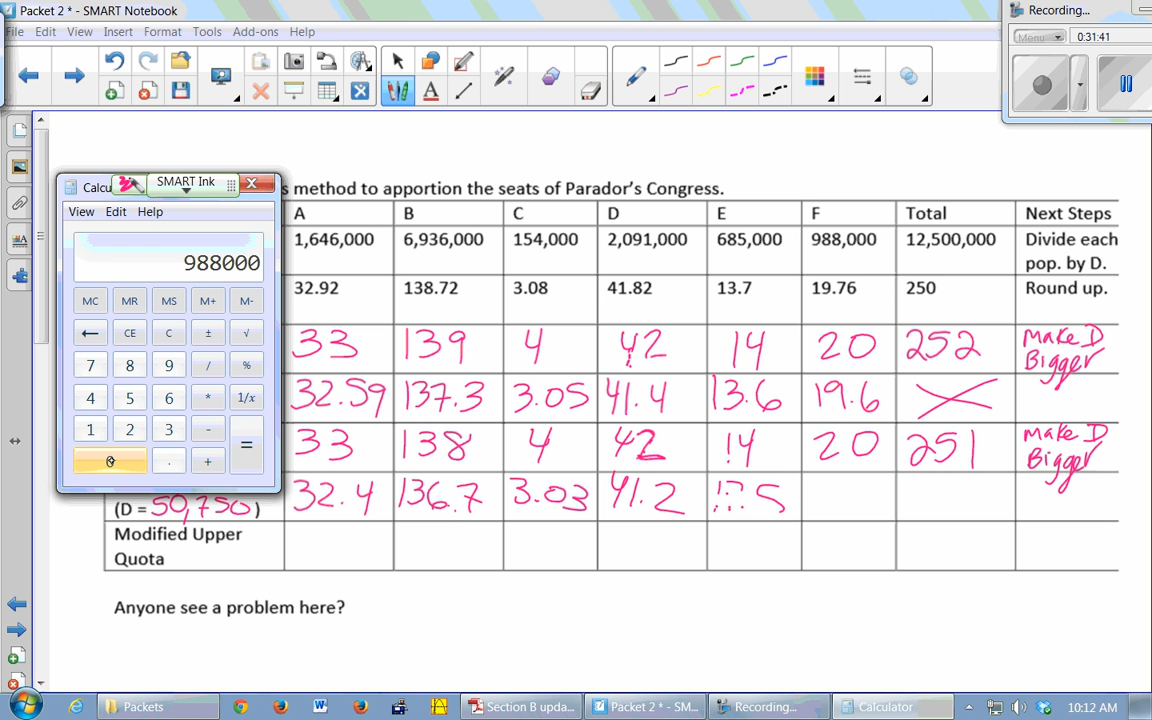 Packet 2 * - SMART Notebook
Recording...
File Edit View Insert Format Tools Add-ons Help
Menu
0:31:41
SMART Ink
s method to apportion the seats of Parador's Congress.
View Edit Help
A B C D E F Total Next Steps
1,646,000 6,936,000 154,000 2,091,000 685,000 988,000 12,500,000 Divide each
pop. by D.
988000
32.92 138.72 3.08 41.82 13.7 19.76 250 Round up.
MC MR MS M+ M-
CE C ± √
33 139 4 42 14 20 252 Make D
Bigger
7 8 9 / %
32.59 137.3 3.05 41.4 13.6 19.6
4 5 6 * 1/x
33 138 4 42 14 20 251 Make D
Bigger
1 2 3 - =
0 . +
32.4 136.7 3.03 41.2
(D = 50,750 )
Modified Upper
Quota
Anyone see a problem here?
Packets
Section B upda...
Packet 2 * - SM...
Recording...
Calculator
10:12 AM